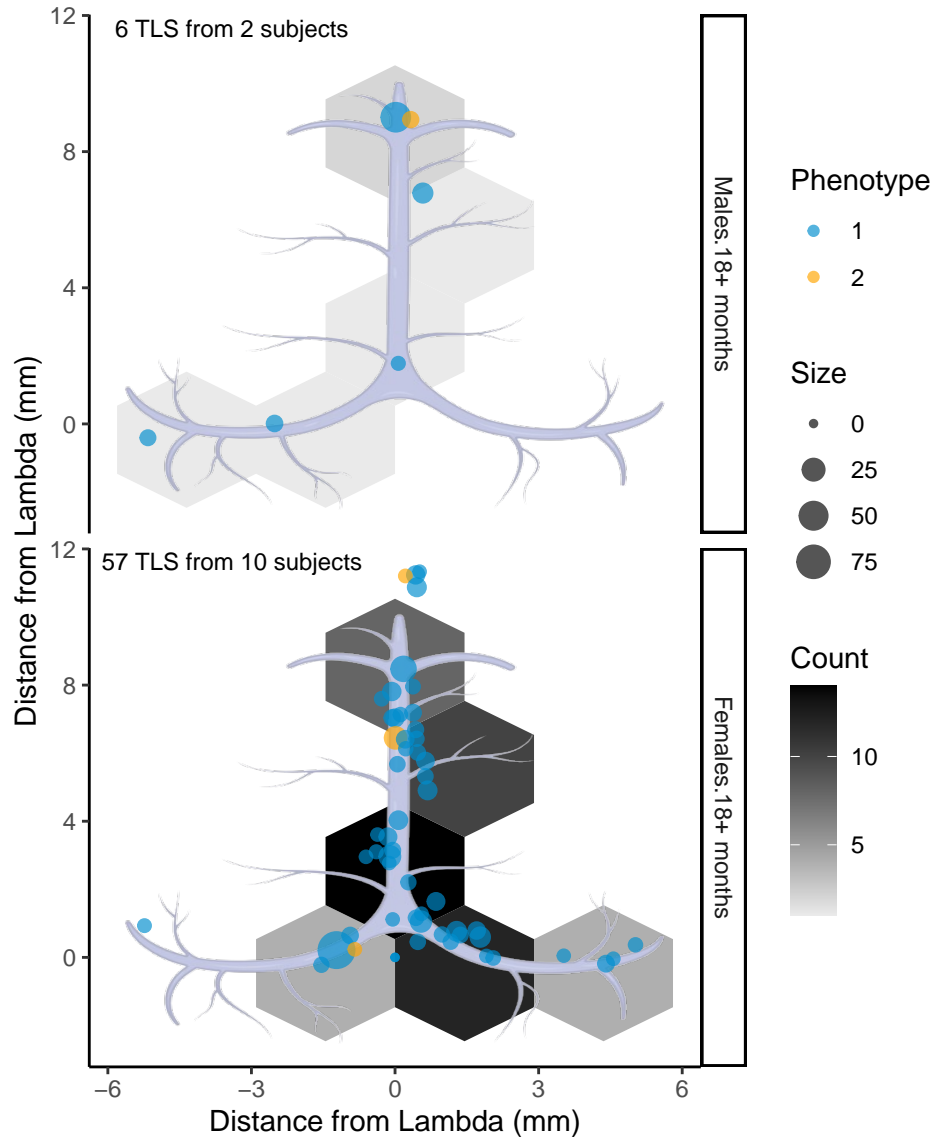 6 TLS from 2 subjects
12
8
4
0
Males.18+ months
57 TLS from 10 subjects
12
8
4
0
Females.18+ months
Distance from Lambda (mm)
−6
−3
0
3
6
Distance from Lambda (mm)
Phenotype
1
2
Size
0
25
50
75
Count
10
5